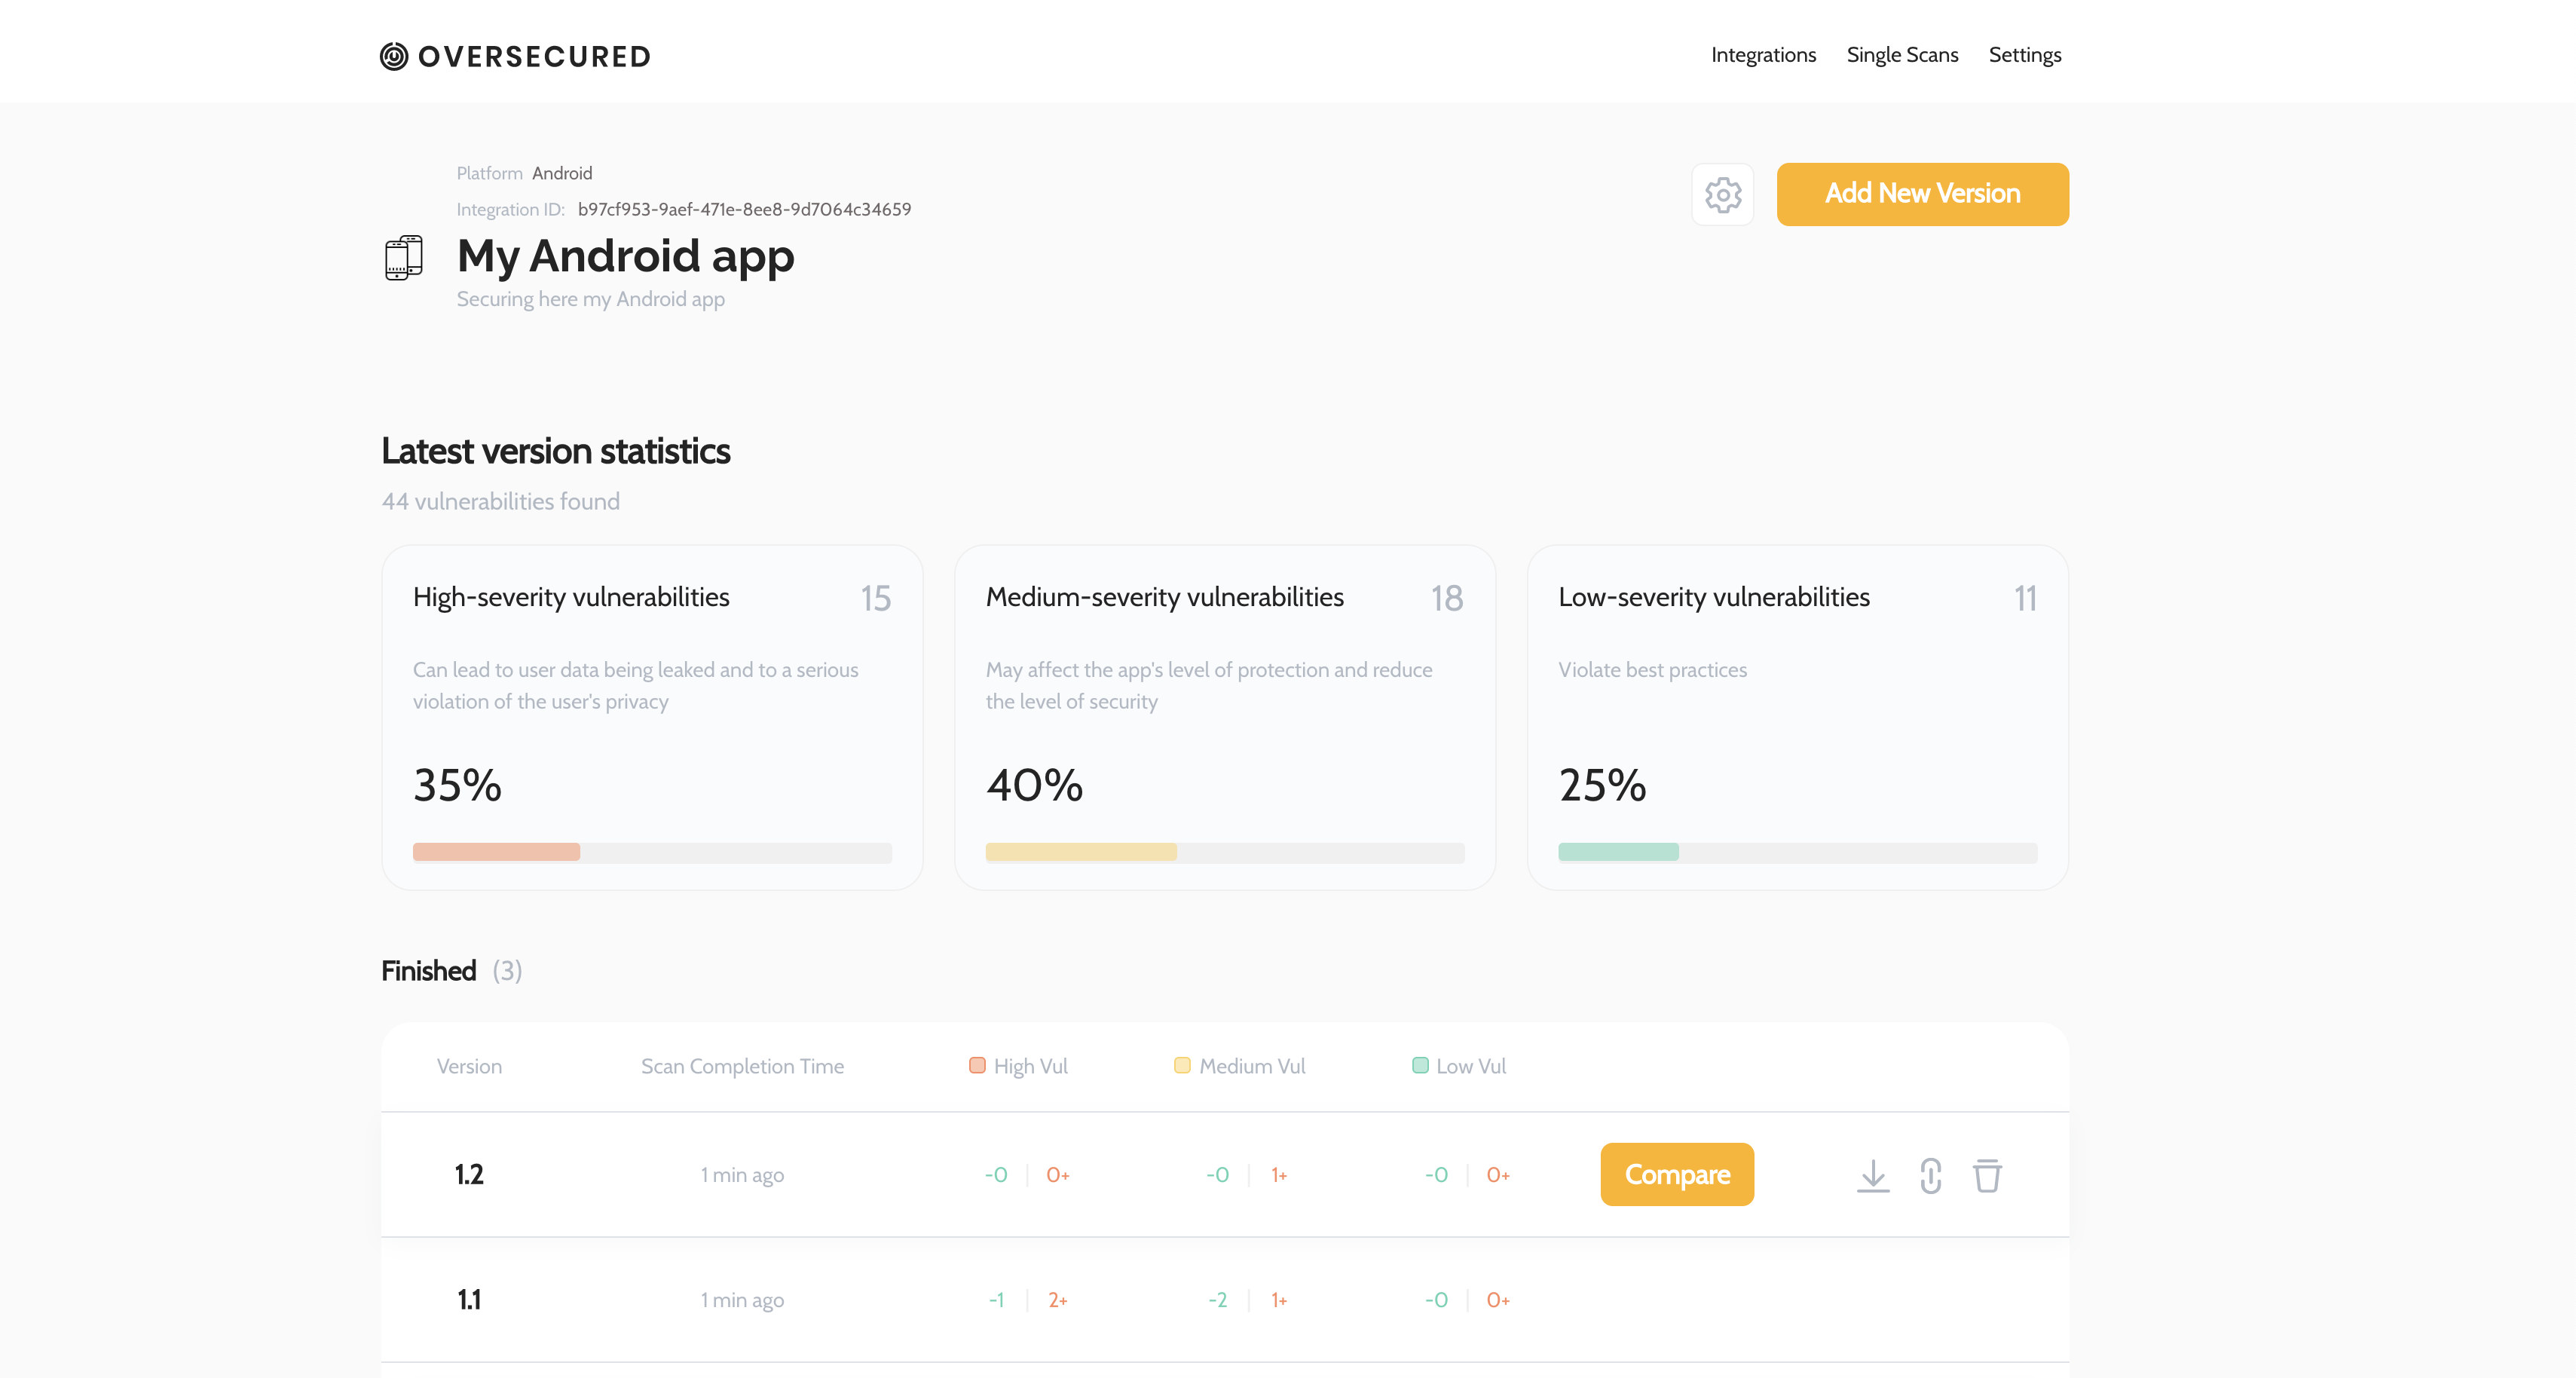 OVERSECURED
Integrations Single Scans Settings
Platform Android
Integration ID: b97cf953-9aef-471e-8ee8-9d7064c34659
Add New Version
My Android app
Securing here my Android app
Latest version statistics
44 vulnerabilities found
High-severity vulnerabilities 15
Can lead to user data being leaked and to a serious
violation of the user's privacy
35%
Medium-severity vulnerabilities 18
May affect the app's level of protection and reduce
the level of security
40%
Low-severity vulnerabilities 11
Violate best practices
25%
Finished (3)
Version Scan Completion Time High Vul Medium Vul Low Vul
1.2 1 min ago -0 0+ -0 1+ -0 0+ Compare
1.1 1 min ago -1 2+ -2 1+ -0 0+